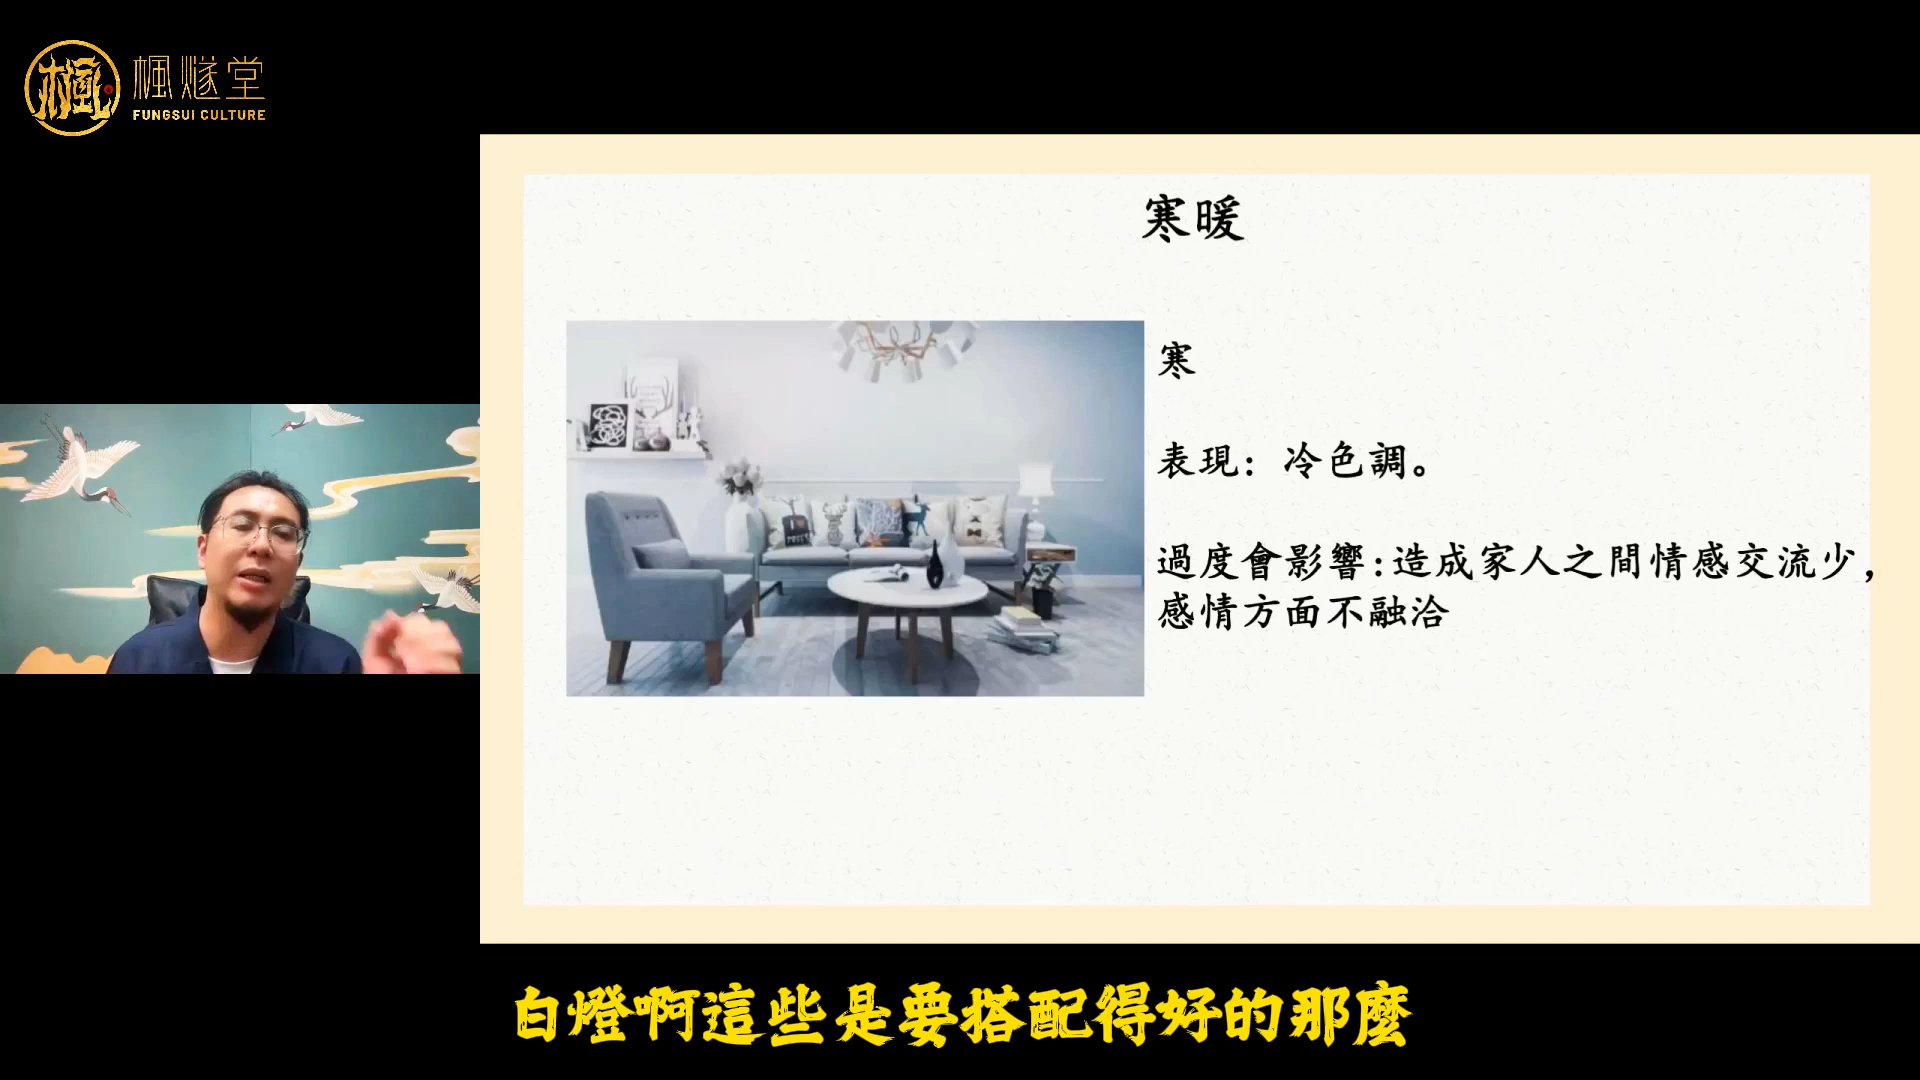 楓燧堂
FUNGSUI CULTURE
寒暖
寒
表現：冷色調。
過度會影響:造成家人之間情感交流少，
感情方面不融洽
白燈啊這些是要搭配得好的那麼